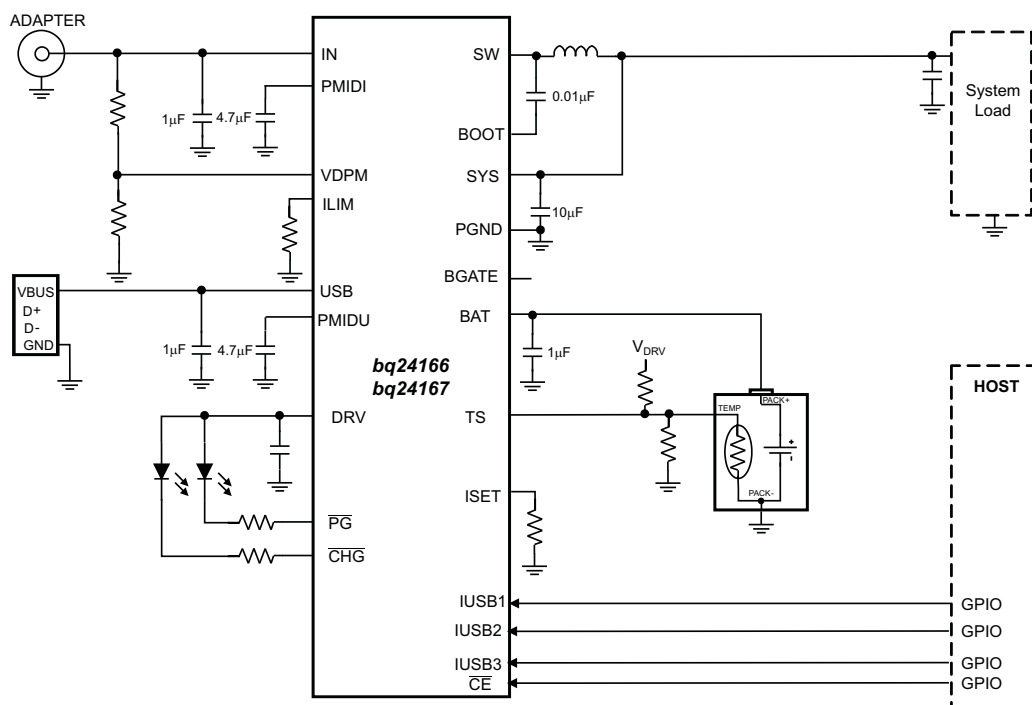 ADAPTER
IN
PMIDI
1μF
4.7μF
VDPM
ILIM
VBUS
D+
D-
GND
USB
PMIDU
1μF
4.7μF
bq24166
bq24167
DRV
PG
CHG
SW
0.01μF
BOOT
SYS
10μF
PGND
BGATE
BAT
1μF
VDRV
TS
TEMP
PACK+
+
-
PACK-
ISET
IUSB1
IUSB2
IUSB3
CE
System
Load
HOST
GPIO
GPIO
GPIO
GPIO